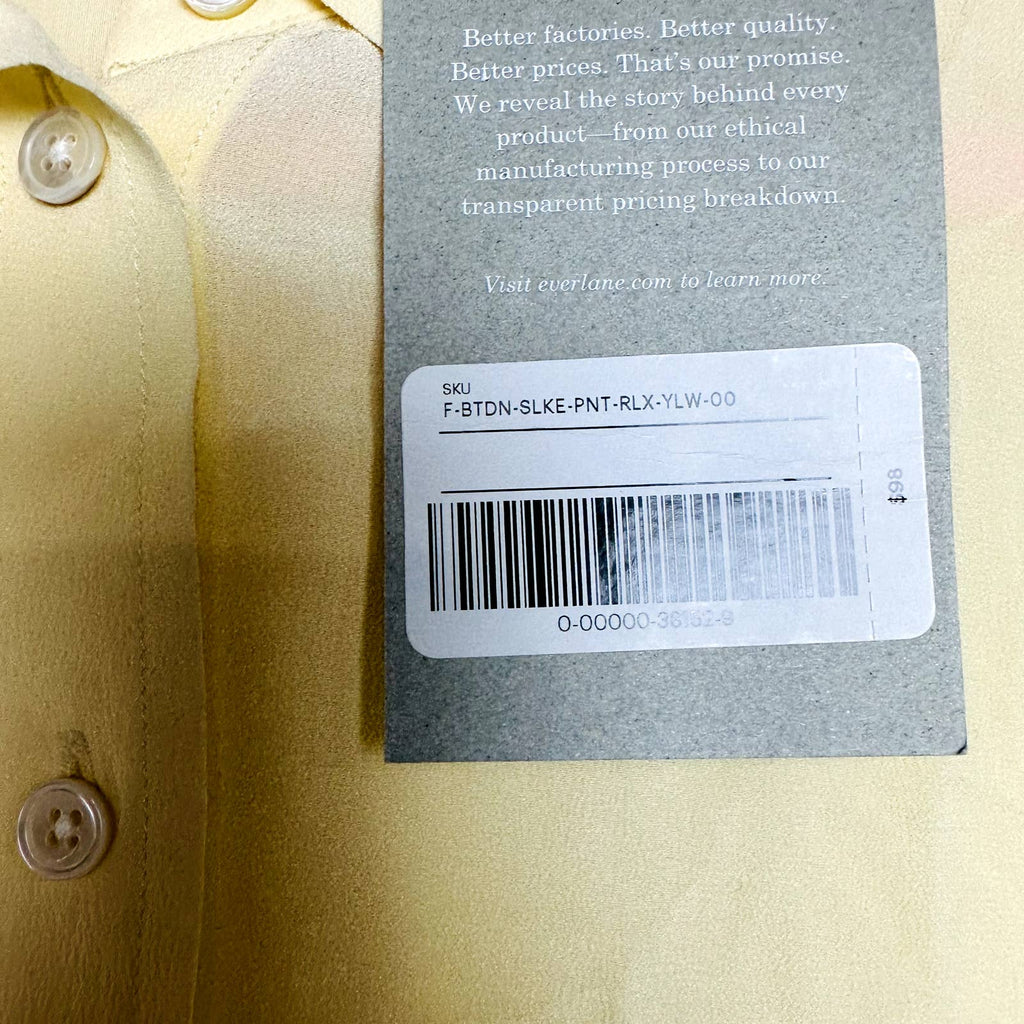 Better factories. Better quality.
Better prices. That's our promise.
We reveal the story behind every
product—from our ethical
manufacturing process to our
transparent pricing breakdown.
Visit everlane.com to learn more.
SKU
F-BTDN-SLKE-PNT-RLX-YLW-00
$98
0-00000-36152-9